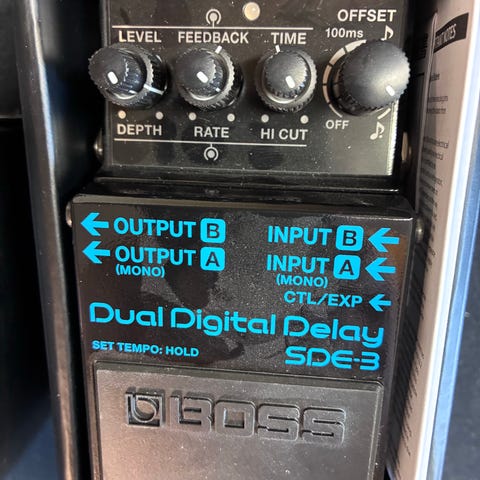 OFFSET
100ms
LEVEL FEEDBACK TIME
DEPTH RATE HI CUT
OFF
OUTPUT B INPUT B
OUTPUT A INPUT A
(MONO) (MONO)
CTL/EXP
Dual Digital Delay
SET TEMPO: HOLD SDE-3
BOSS